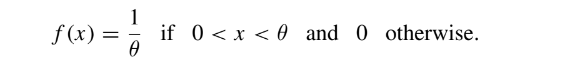 f(x) = 1/θ if 0 < x < θ and 0 otherwise.